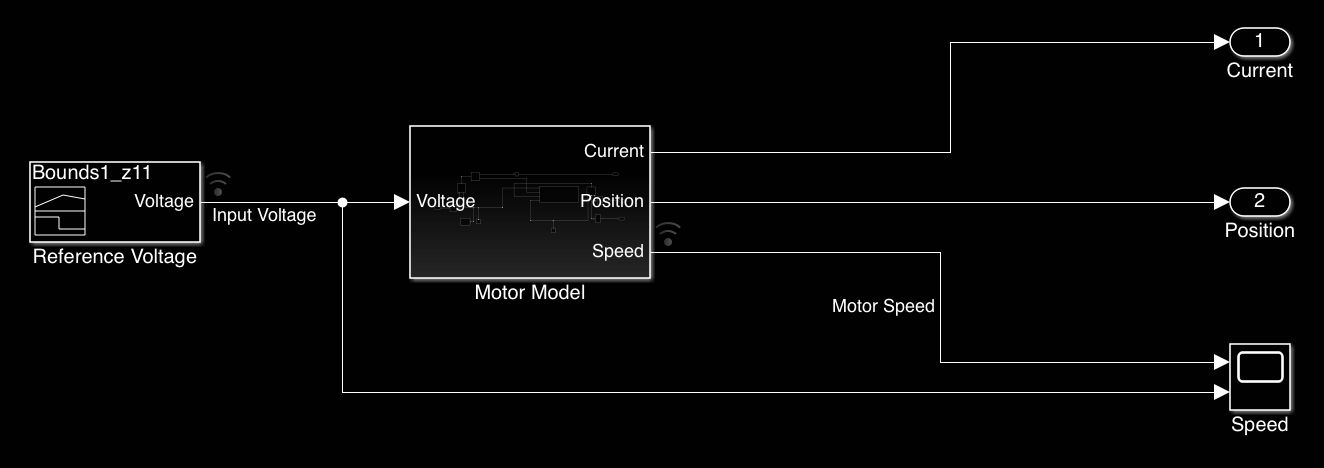 1
Current
Bounds1_z11
Voltage
Reference Voltage
Input Voltage
Current
Voltage
Position
Speed
Motor Model
2
Position
Motor Speed
Speed